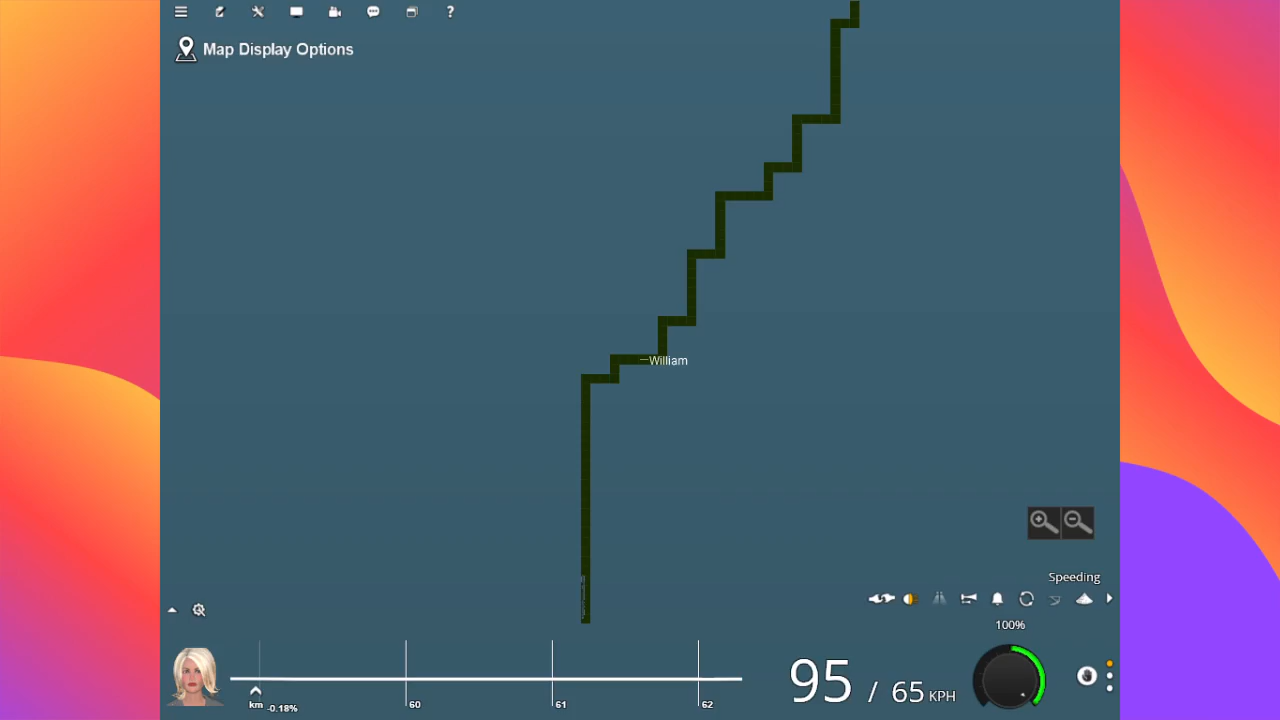 ?
Map Display Options
William
Speeding
100%
km -0.18%
60
61
62
95 / 65 KPH